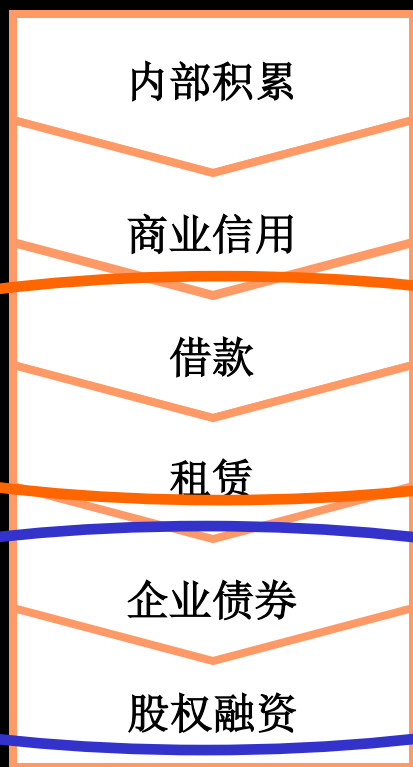 内部积累
商业信用
借款
租赁
企业债券
股权融资